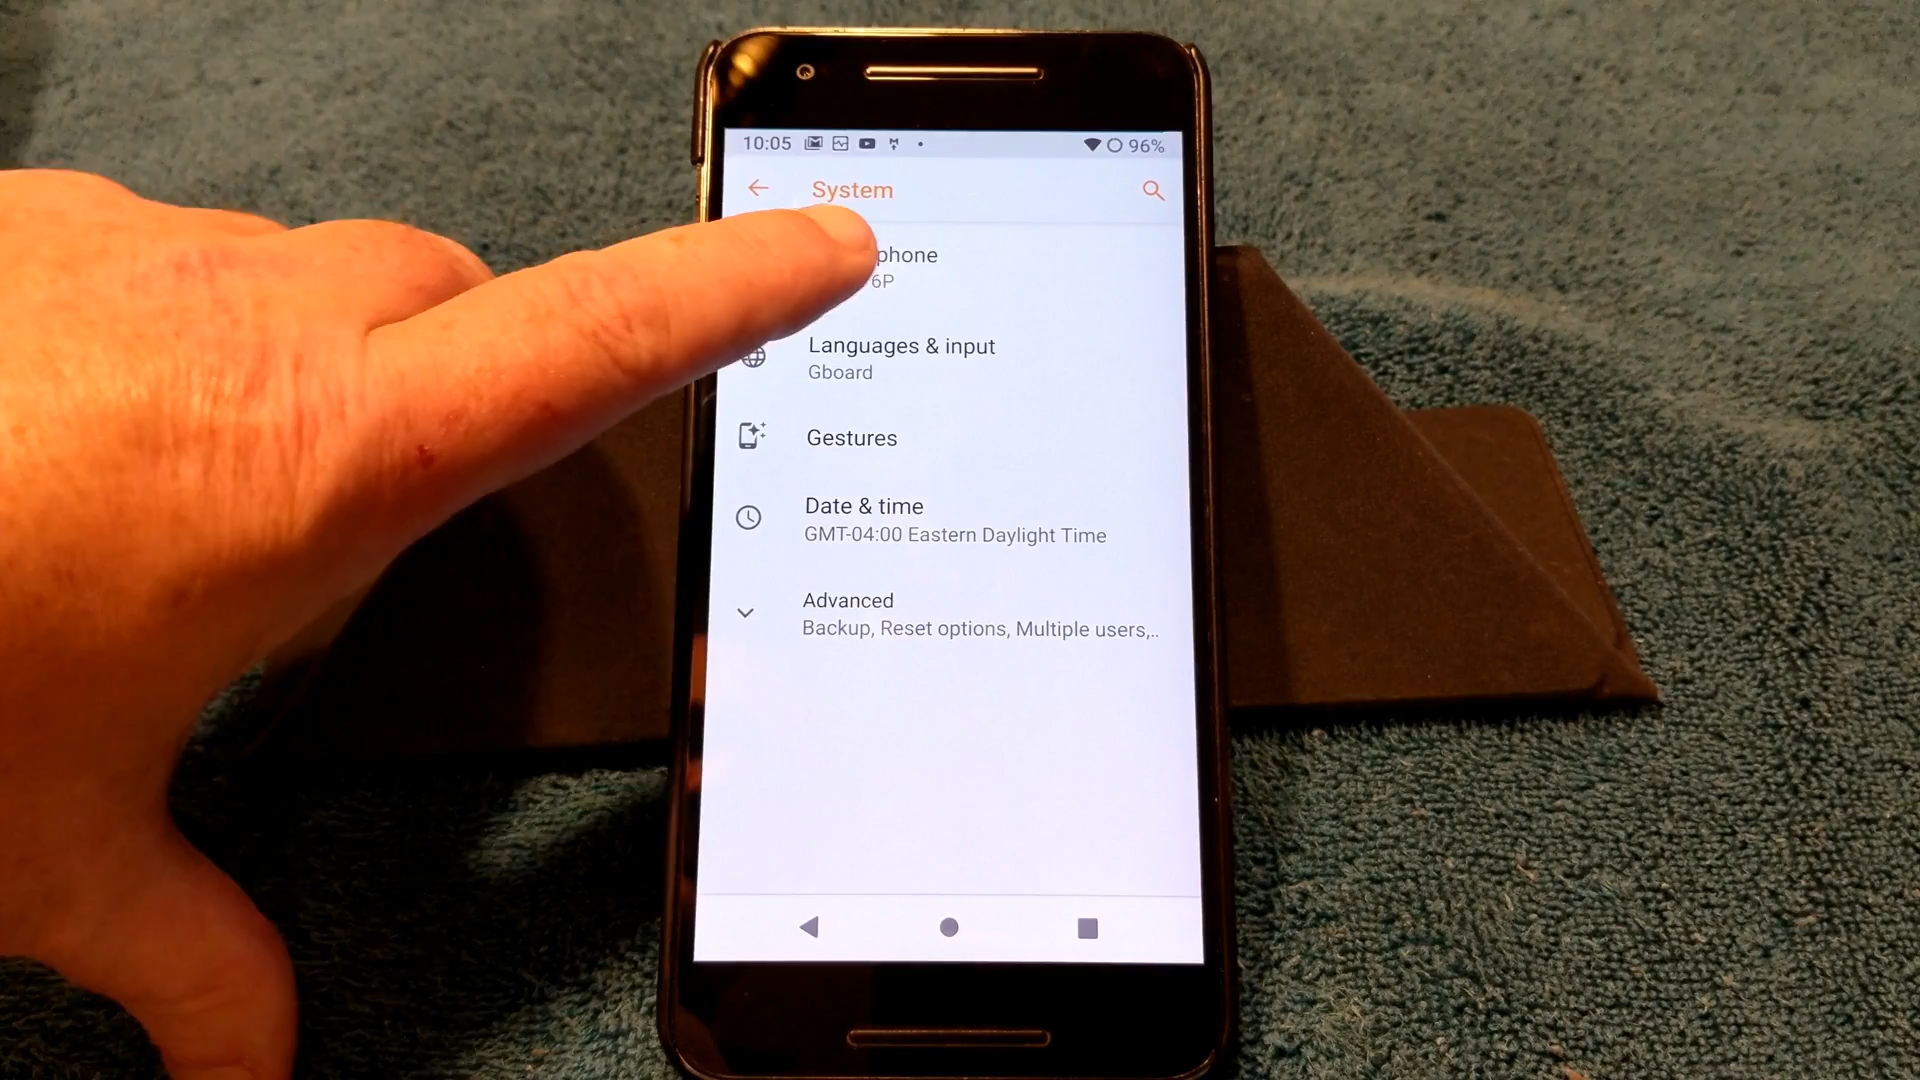 10:05 96%
System
phone
6P
Languages & input
Gboard
Gestures
Date & time
GMT-04:00 Eastern Daylight Time
Advanced
Backup, Reset options, Multiple users,..